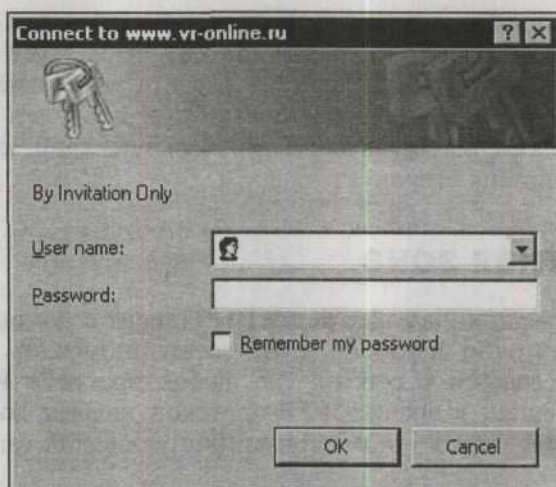 Connect to www.vr-online.ru
By Invitation Only
User name:
Password:
Remember my password
OK
Cancel